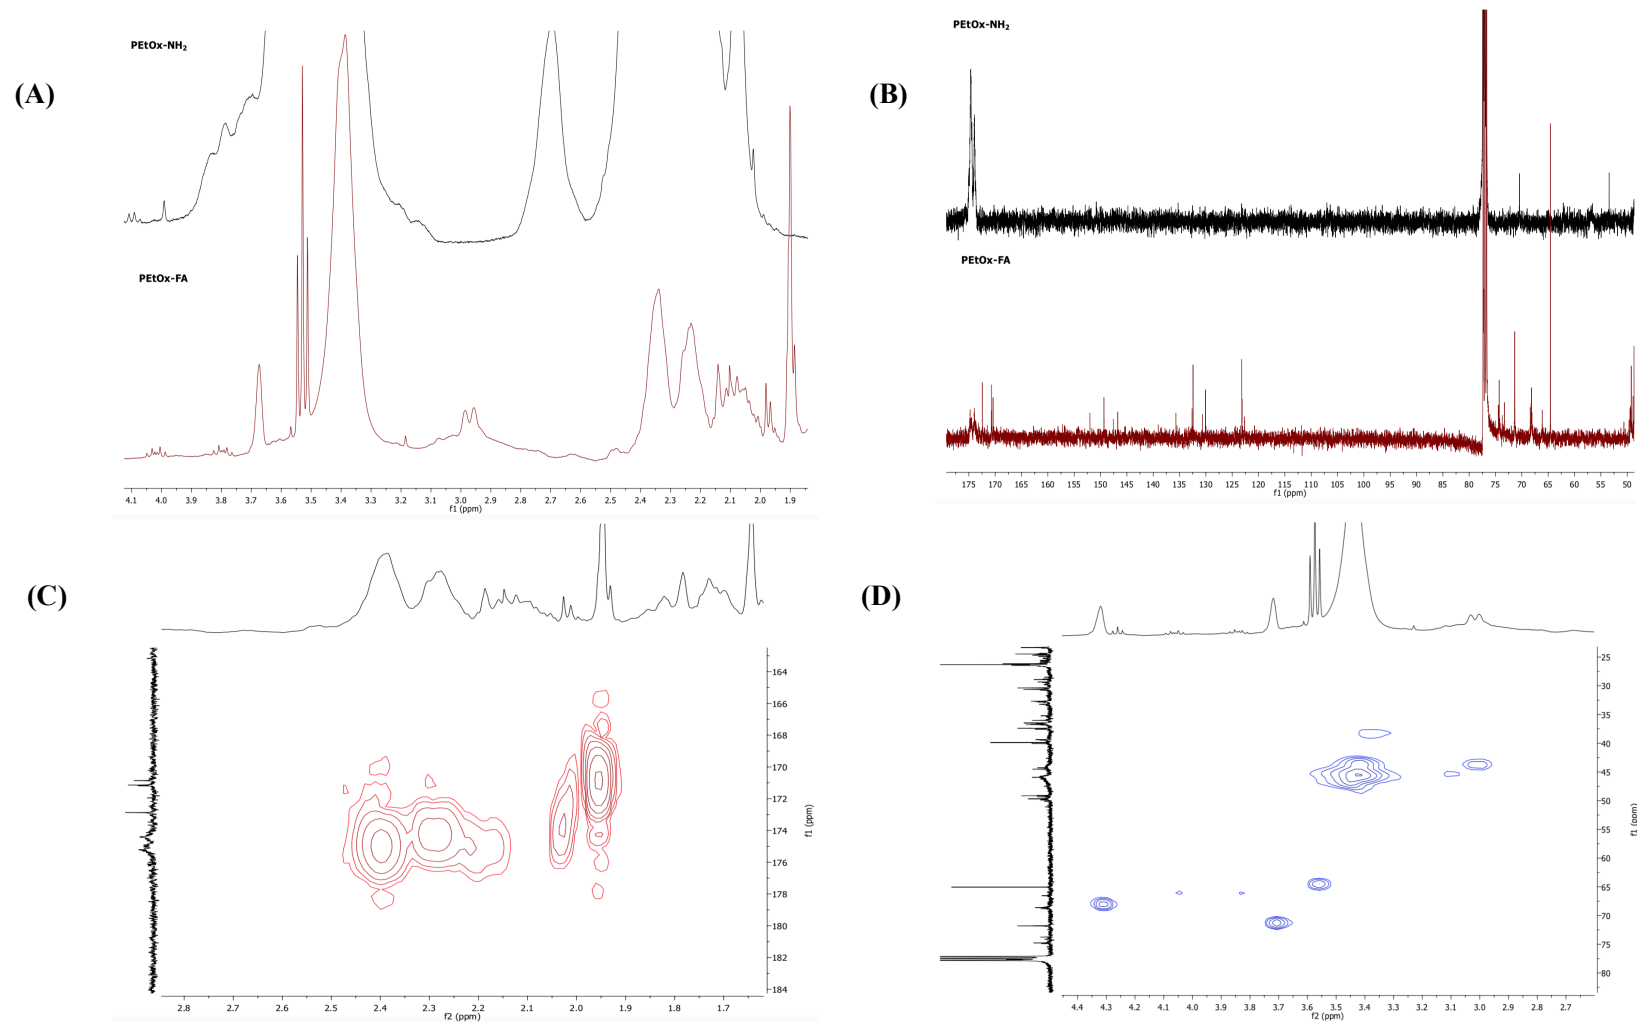 (A)
PEtOx-NH₂
PEtOx-FA
4.1 4.0 3.9 3.8 3.7 3.6 3.5 3.4 3.3 3.2 3.1 3.0 2.9 2.8 2.7 2.6 2.5 2.4 2.3 2.2 2.1 2.0 1.9
f1 (ppm)
(B)
PEtOx-NH₂
PEtOx-FA
175 170 165 160 155 150 145 140 135 130 125 120 115 110 105 100 95 90 85 80 75 70 65 60 55 50
f1 (ppm)
(C)
164
166
168
170
172
174
176
178
180
182
184
f1 (ppm)
2.8 2.7 2.6 2.5 2.4 2.3 2.2 2.1 2.0 1.9 1.8 1.7
f2 (ppm)
(D)
25
30
35
40
45
50
55
60
65
70
75
80
f1 (ppm)
4.4 4.3 4.2 4.1 4.0 3.9 3.8 3.7 3.6 3.5 3.4 3.3 3.2 3.1 3.0 2.9 2.8 2.7
f2 (ppm)